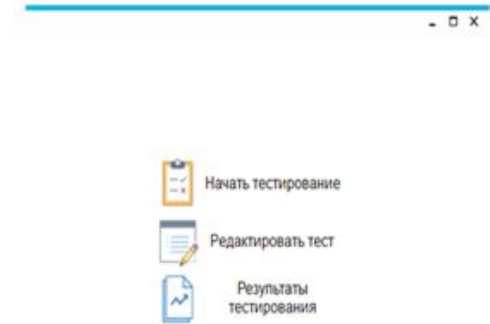 Начать тестирование
Редактировать тест
Результаты
тестирования